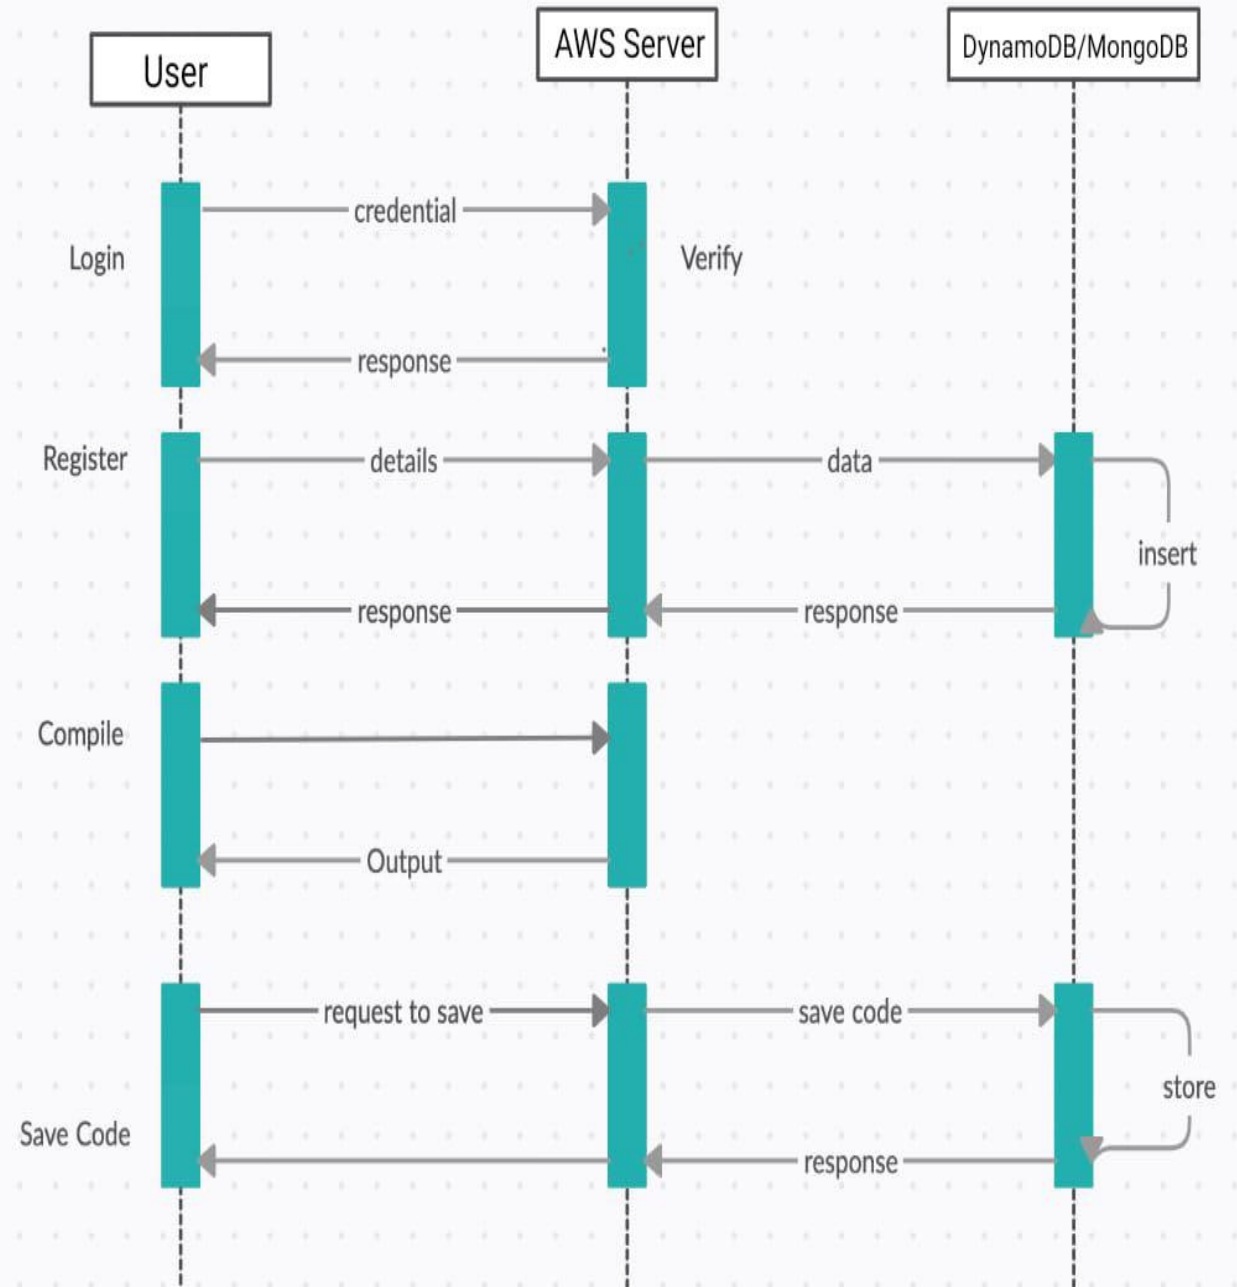 User
AWS Server
DynamoDB/MongoDB
credential
Login
Verify
response
Register
details
data
insert
response
response
Compile
Output
request to save
save code
store
Save Code
response